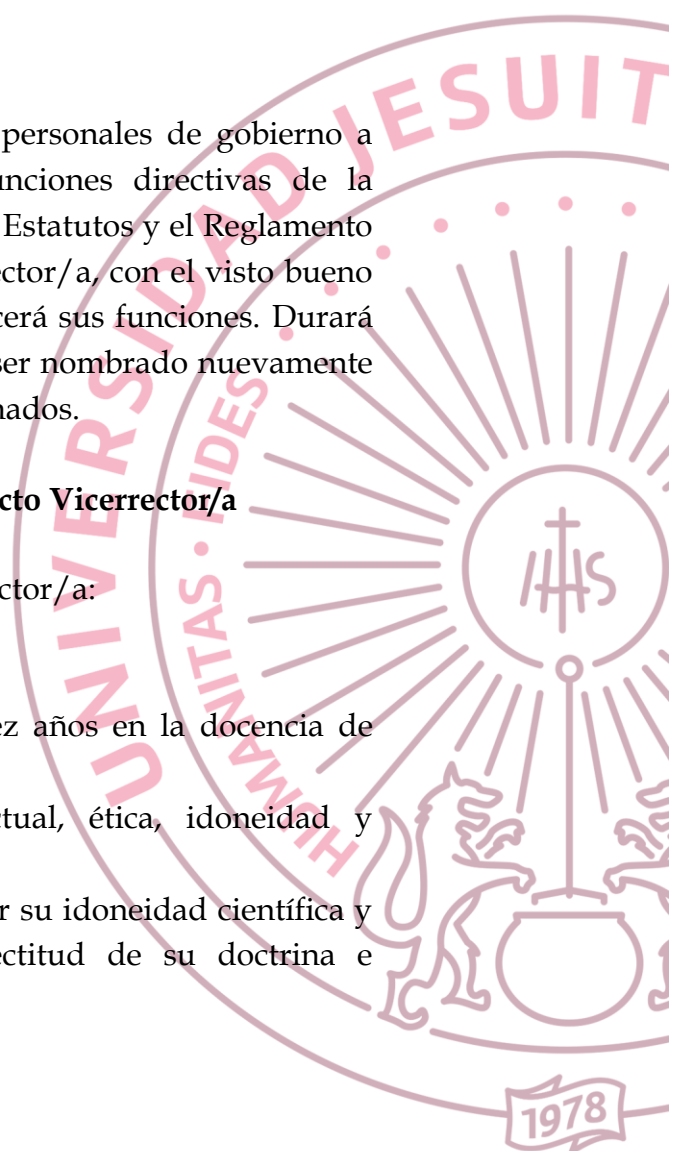 personales de gobierno a
unciones directivas de la
Estatutos y el Reglamento
ector/a, con el visto bueno
cerá sus funciones. Durará
ser nombrado nuevamente
nados.
cto Vicerrector/a
ctor/a:
ez años en la docencia de
ctual, ética, idoneidad y
r su idoneidad científica y
ectitud de su doctrina e
UNIVERSIDAD JESUIT
HUMANITAS • FIDES
IHS
1978